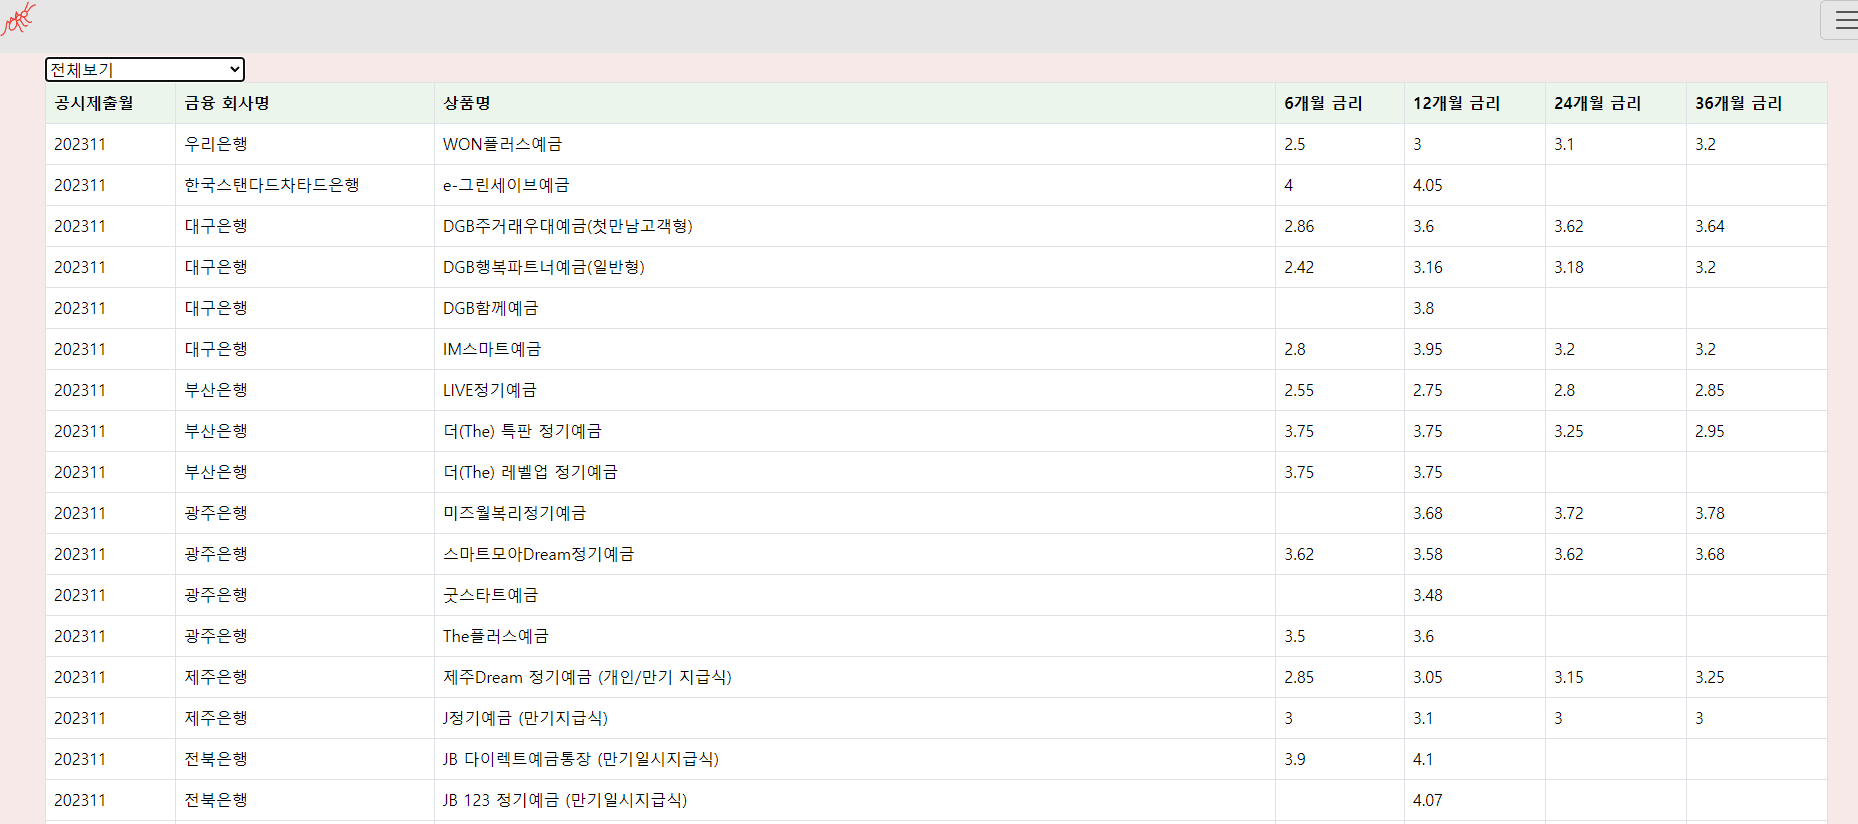 전체보기
공시제출월 금융 회사명 상품명 6개월 금리 12개월 금리 24개월 금리 36개월 금리
202311 우리은행 WON플러스예금 2.5 3 3.1 3.2
202311 한국스탠다드차타드은행 e-그린세이브예금 4 4.05
202311 대구은행 DGB주거래우대예금(첫만남고객형) 2.86 3.6 3.62 3.64
202311 대구은행 DGB행복파트너예금(일반형) 2.42 3.16 3.18 3.2
202311 대구은행 DGB함께예금 3.8
202311 대구은행 IM스마트예금 2.8 3.95 3.2 3.2
202311 부산은행 LIVE정기예금 2.55 2.75 2.8 2.85
202311 부산은행 더(The) 특판 정기예금 3.75 3.75 3.25 2.95
202311 부산은행 더(The) 레벨업 정기예금 3.75 3.75
202311 광주은행 미즈월복리정기예금 3.68 3.72 3.78
202311 광주은행 스마트모아Dream정기예금 3.62 3.58 3.62 3.68
202311 광주은행 굿스타트예금 3.48
202311 광주은행 The플러스예금 3.5 3.6
202311 제주은행 제주Dream 정기예금 (개인/만기 지급식) 2.85 3.05 3.15 3.25
202311 제주은행 J정기예금 (만기지급식) 3 3.1 3 3
202311 전북은행 JB 다이렉트예금통장 (만기일시지급식) 3.9 4.1
202311 전북은행 JB 123 정기예금 (만기일시지급식) 4.07